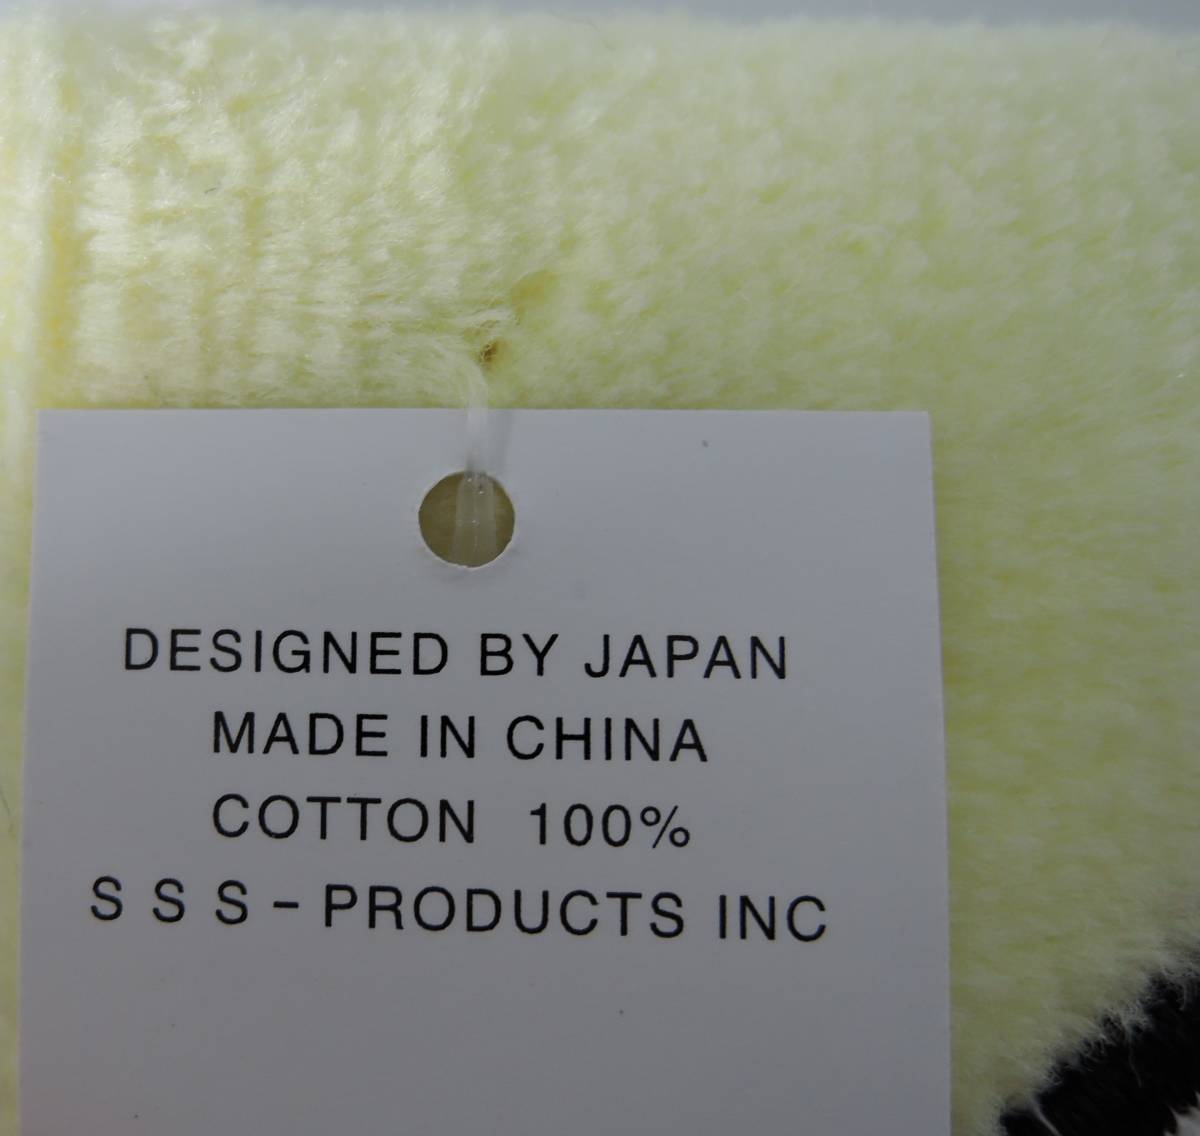 DESIGNED BY JAPAN
MADE IN CHINA
COTTON 100%
S S S - PRODUCTS INC